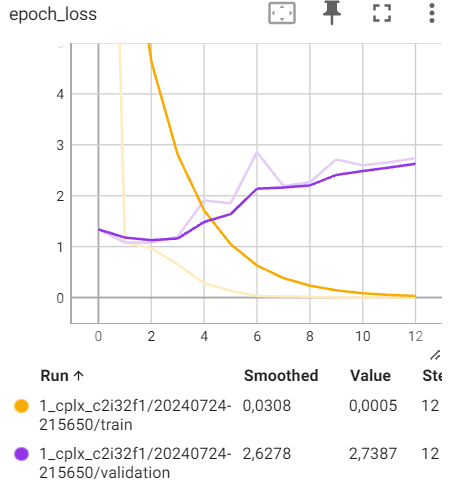 epoch_loss
5
4
3
2
1
0
0 2 4 6 8 10 12
Run ↑ Smoothed Value Ste
1_cplx_c2i32f1/20240724- 0,0308 0,0005 12
215650/train
1_cplx_c2i32f1/20240724- 2,6278 2,7387 12
215650/validation